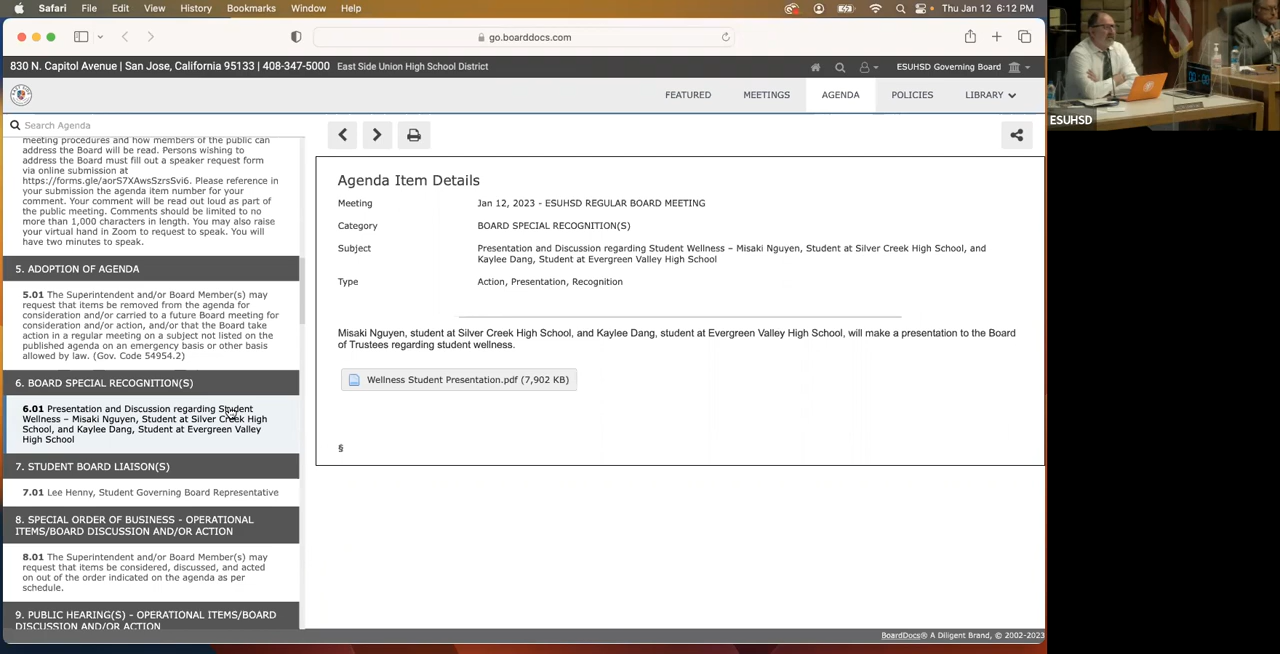 Safari File Edit View History Bookmarks Window Help Thu Jan 12 6:12 PM
go.boarddocs.com
830 N. Capitol Avenue | San Jose, California 95133 | 408-347-5000 East Side Union High School District
ESUHSD Governing Board
FEATURED MEETINGS AGENDA POLICIES LIBRARY
Search Agenda
meeting procedures and how members of the public can
address the Board will be read. Persons wishing to
address the Board must fill out a speaker request form
via online submission at
https://forms.gle/aorS7XAwsSzrsSvi6. Please reference in
your submission the agenda item number for your
comment. Your comment will be read out loud as part of
the public meeting. Comments should be limited to no
more than 1,000 characters in length. You may also raise
your virtual hand in Zoom to request to speak. You will
have two minutes to speak.
5. ADOPTION OF AGENDA
5.01 The Superintendent and/or Board Member(s) may
request that items be removed from the agenda for
consideration and/or carried to a future Board meeting for
consideration and/or action, and/or that the Board take
action in a regular meeting on a subject not listed on the
published agenda on an emergency basis or other basis
allowed by law. (Gov. Code 54954.2)
6. BOARD SPECIAL RECOGNITION(S)
6.01 Presentation and Discussion regarding Student
Wellness – Misaki Nguyen, Student at Silver Creek High
School, and Kaylee Dang, Student at Evergreen Valley
High School
7. STUDENT BOARD LIAISON(S)
7.01 Lee Henny, Student Governing Board Representative
8. SPECIAL ORDER OF BUSINESS - OPERATIONAL
ITEMS/BOARD DISCUSSION AND/OR ACTION
8.01 The Superintendent and/or Board Member(s) may
request that items be considered, discussed, and acted
on out of the order indicated on the agenda as per
schedule.
9. PUBLIC HEARING(S) - OPERATIONAL ITEMS/BOARD
DISCUSSION AND/OR ACTION
Agenda Item Details
Meeting Jan 12, 2023 - ESUHSD REGULAR BOARD MEETING
Category BOARD SPECIAL RECOGNITION(S)
Subject Presentation and Discussion regarding Student Wellness – Misaki Nguyen, Student at Silver Creek High School, and
Kaylee Dang, Student at Evergreen Valley High School
Type Action, Presentation, Recognition
Misaki Nguyen, student at Silver Creek High School, and Kaylee Dang, student at Evergreen Valley High School, will make a presentation to the Board
of Trustees regarding student wellness.
Wellness Student Presentation.pdf (7,902 KB)
§
BoardDocs® A Diligent Brand, © 2002-2023
ESUHSD